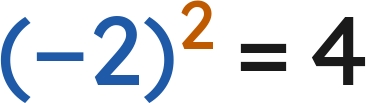 (−2)² = 4